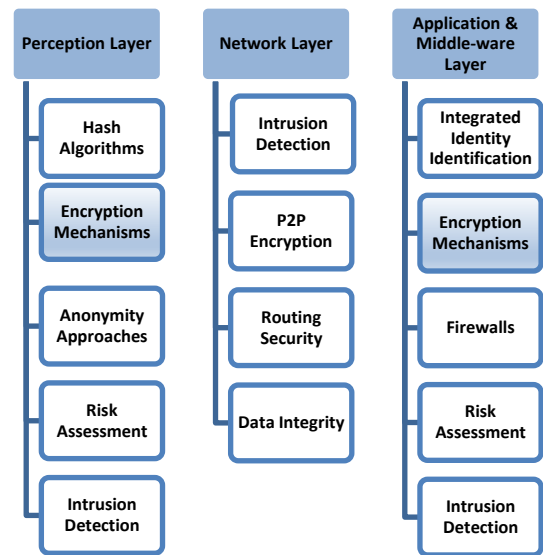 Perception Layer
Hash
Algorithms
Encryption
Mechanisms
Anonymity
Approaches
Risk
Assessment
Intrusion
Detection
Network Layer
Intrusion
Detection
P2P
Encryption
Routing
Security
Data Integrity
Application &
Middle-ware
Layer
Integrated
Identity
Identification
Encryption
Mechanisms
Firewalls
Risk
Assessment
Intrusion
Detection